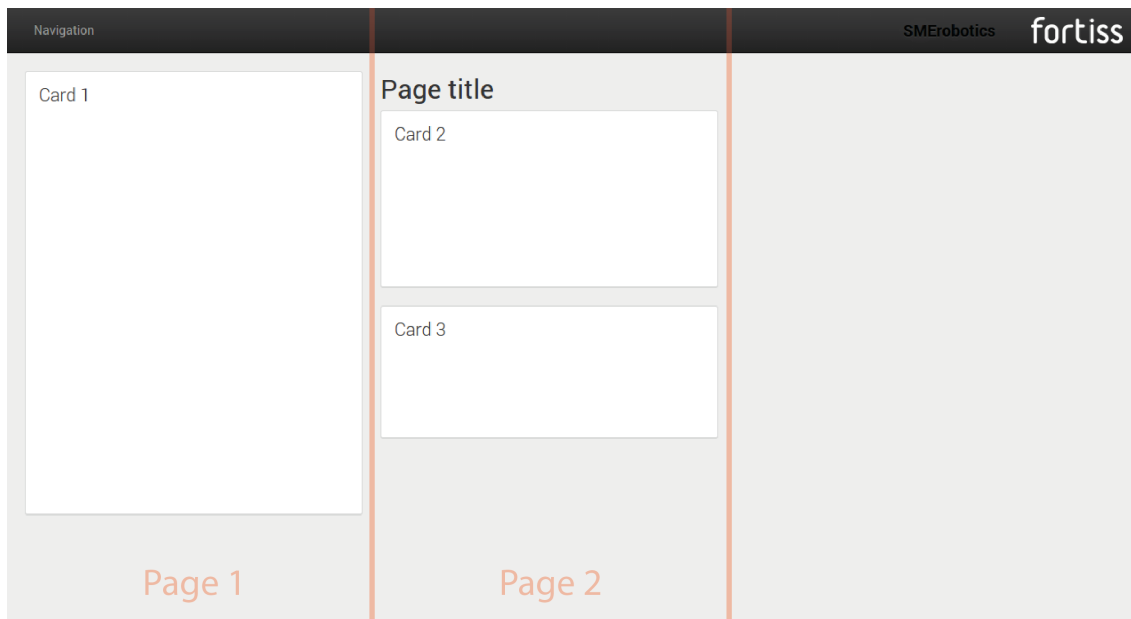 Navigation
SMErobotics
fortiss
Card 1
Page title
Card 2
Card 3
Page 1
Page 2